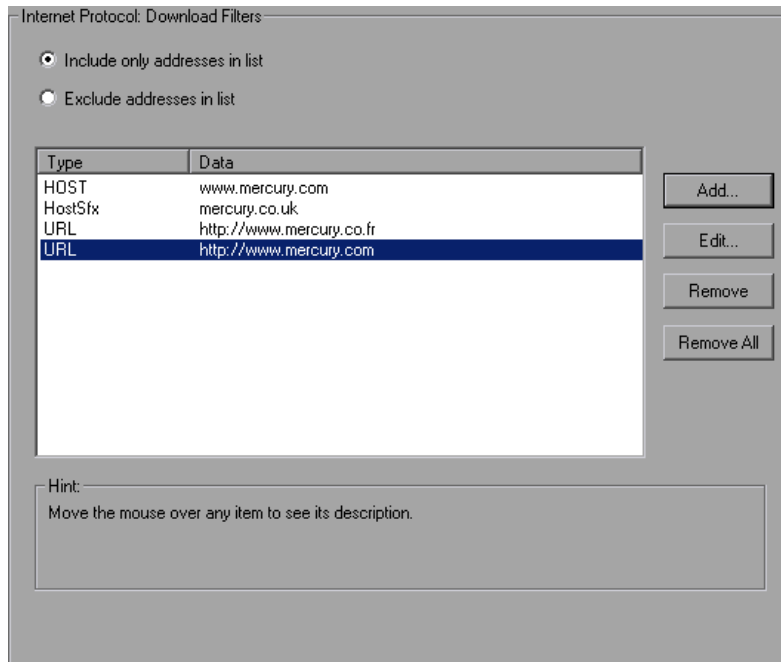 Internet Protocol: Download Filters
Include only addresses in list
Exclude addresses in list
Type Data
HOST www.mercury.com
HostSfx mercury.co.uk
URL http://www.mercury.co.fr
URL http://www.mercury.com
Add...
Edit...
Remove
Remove All
Hint:
Move the mouse over any item to see its description.